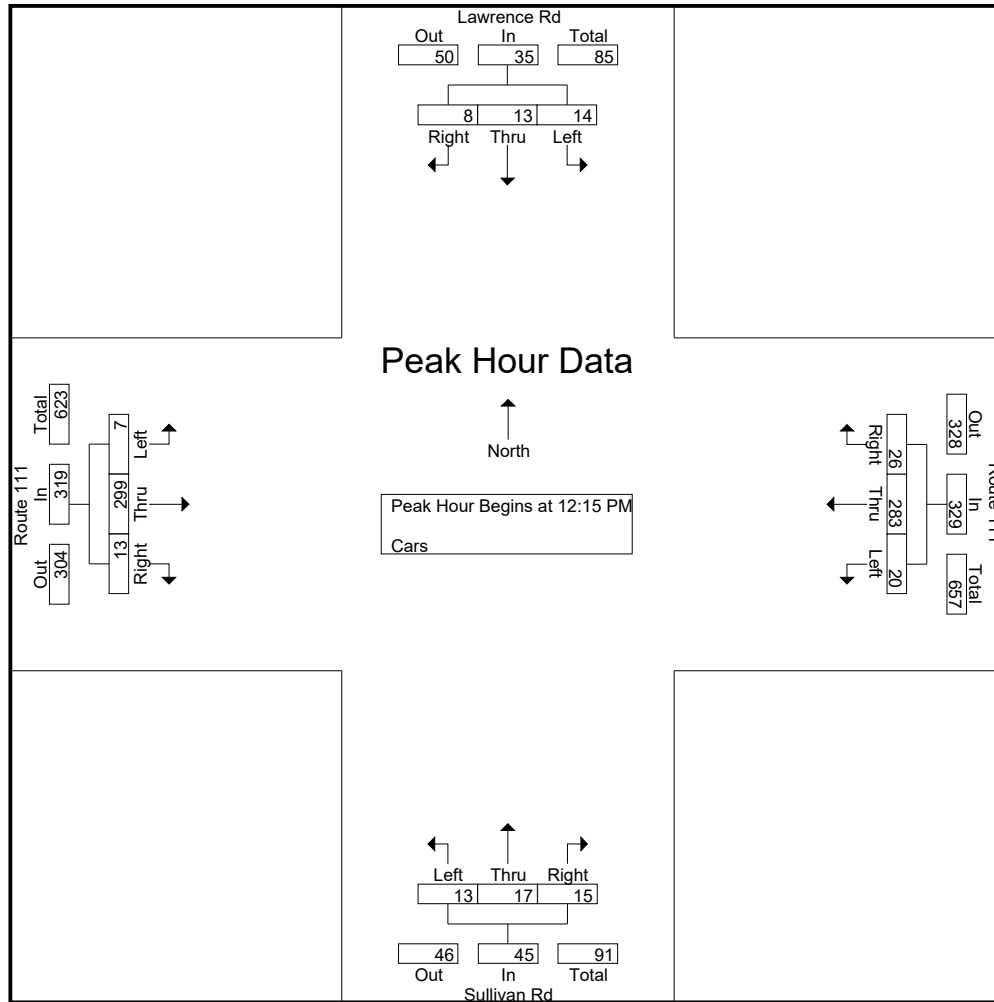 Lawrence Rd
Out In Total
50 35 85
8 13 14
Right Thru Left
Peak Hour Data
North
Peak Hour Begins at 12:15 PM
Cars
Route 111
Total In Out
623 319 304
7 299 13
Left Thru Right
Right Thru Left
26 283 20
Out In Total
328 329 657
Route 111
Left Thru Right
13 17 15
46 45 91
Out In Total
Sullivan Rd